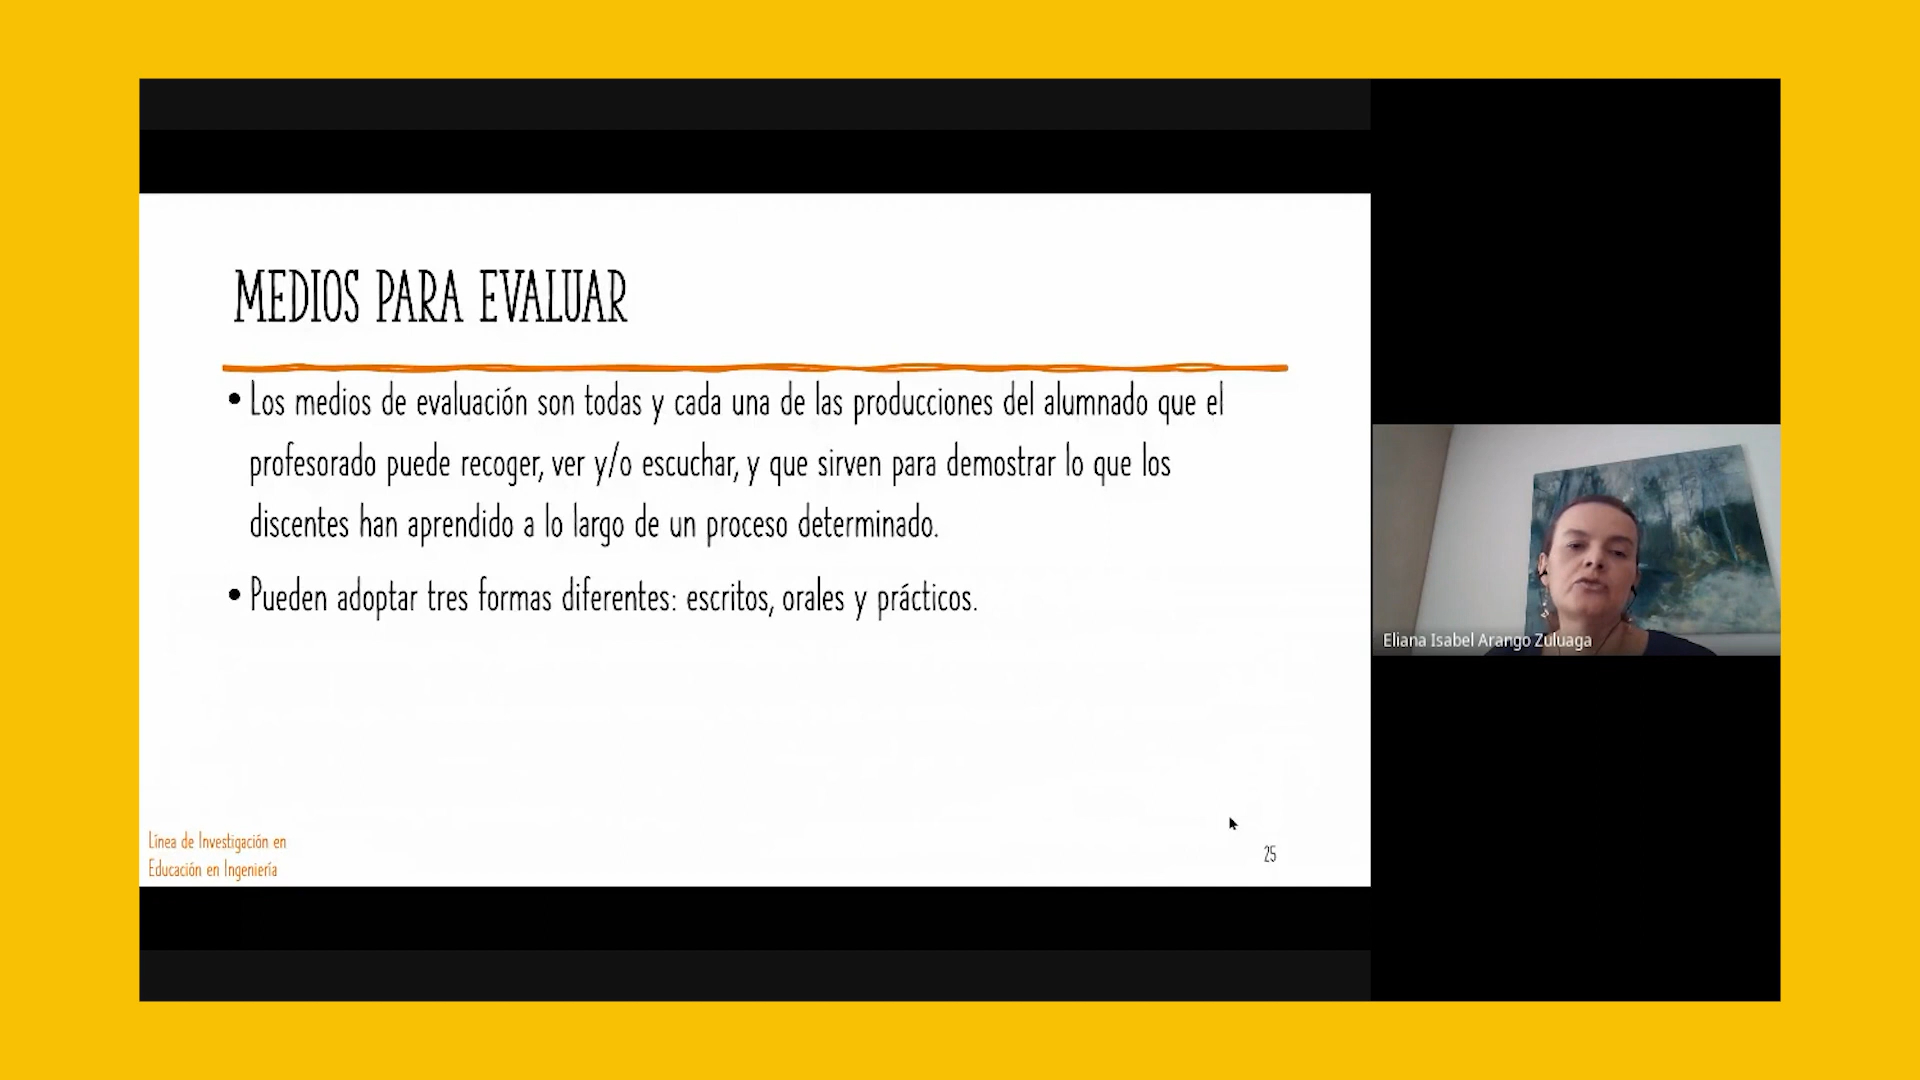 MEDIOS PARA EVALUAR
• Los medios de evaluación son todas y cada una de las producciones del alumnado que el
profesorado puede recoger, ver y/o escuchar, y que sirven para demostrar lo que los
discentes han aprendido a lo largo de un proceso determinado.
• Pueden adoptar tres formas diferentes: escritos, orales y prácticos.
Eliana Isabel Arango Zuluaga
Línea de Investigación en
Educación en Ingeniería
25